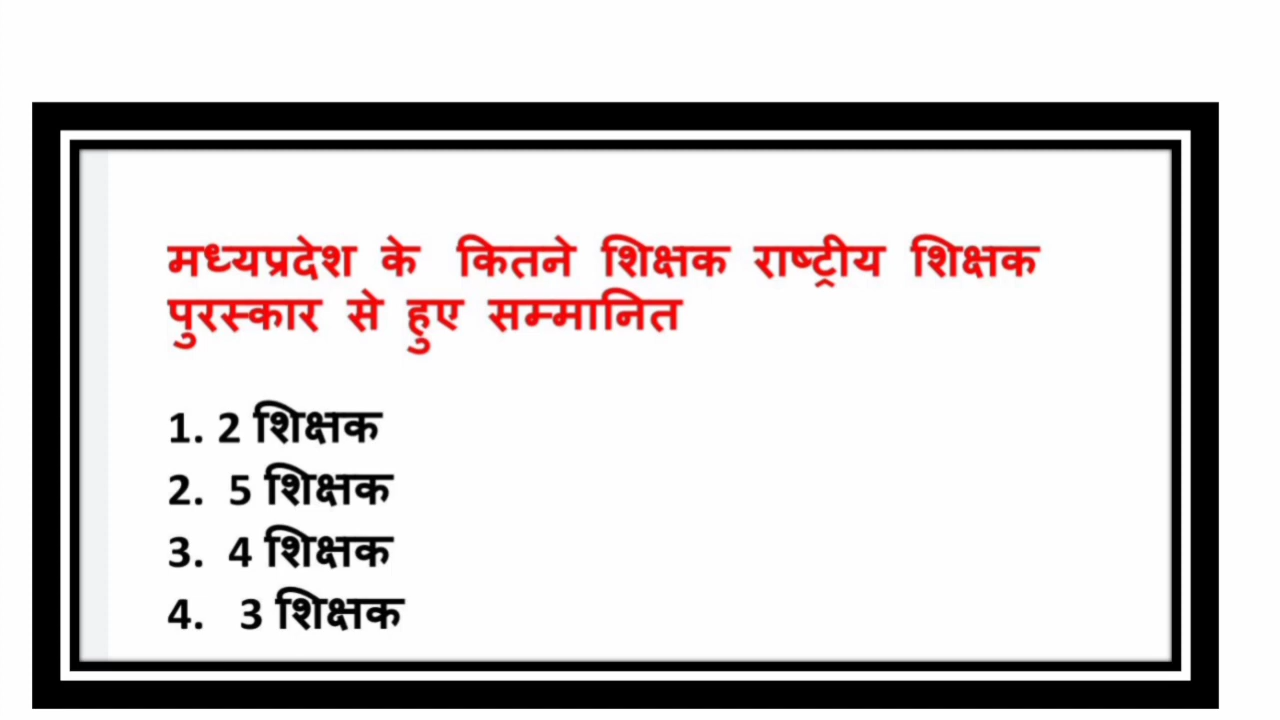 मध्यप्रदेश के कितने शिक्षक राष्ट्रीय शिक्षक
पुरस्कार से हुए सम्मानित
1. 2 शिक्षक
2. 5 शिक्षक
3. 4 शिक्षक
4. 3 शिक्षक